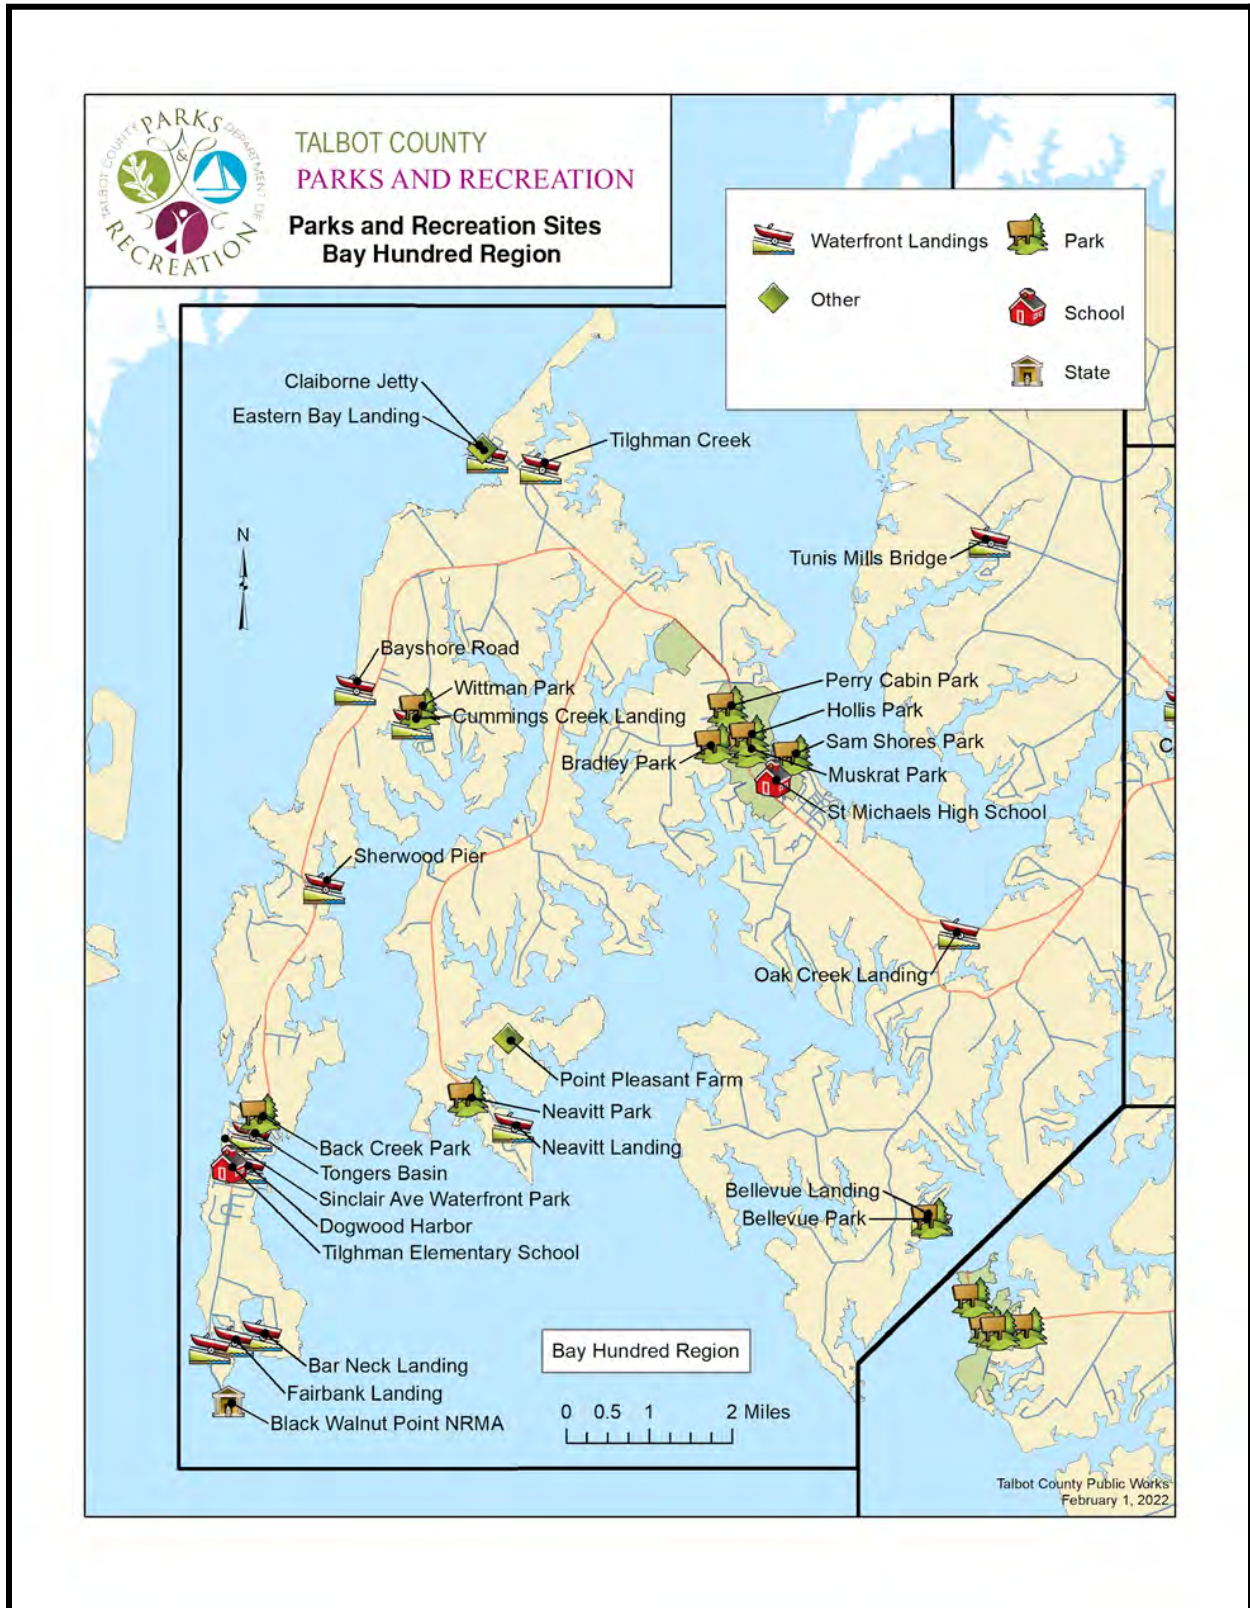 TALBOT COUNTY DEPARTMENT OF
PARKS
&
RECREATION
TALBOT COUNTY
PARKS AND RECREATION
Parks and Recreation Sites
Bay Hundred Region
Waterfront Landings
Park
Other
School
State
Claiborne Jetty
Eastern Bay Landing
Tilghman Creek
N
Tunis Mills Bridge
Bayshore Road
Wittman Park
Cummings Creek Landing
Perry Cabin Park
Hollis Park
Sam Shores Park
Bradley Park
Muskrat Park
St Michaels High School
C
Sherwood Pier
Oak Creek Landing
Point Pleasant Farm
Neavitt Park
Neavitt Landing
Back Creek Park
Tongers Basin
Sinclair Ave Waterfront Park
Dogwood Harbor
Tilghman Elementary School
Bellevue Landing
Bellevue Park
Bar Neck Landing
Fairbank Landing
Black Walnut Point NRMA
Bay Hundred Region
0 0.5 1 2 Miles
Talbot County Public Works
February 1, 2022